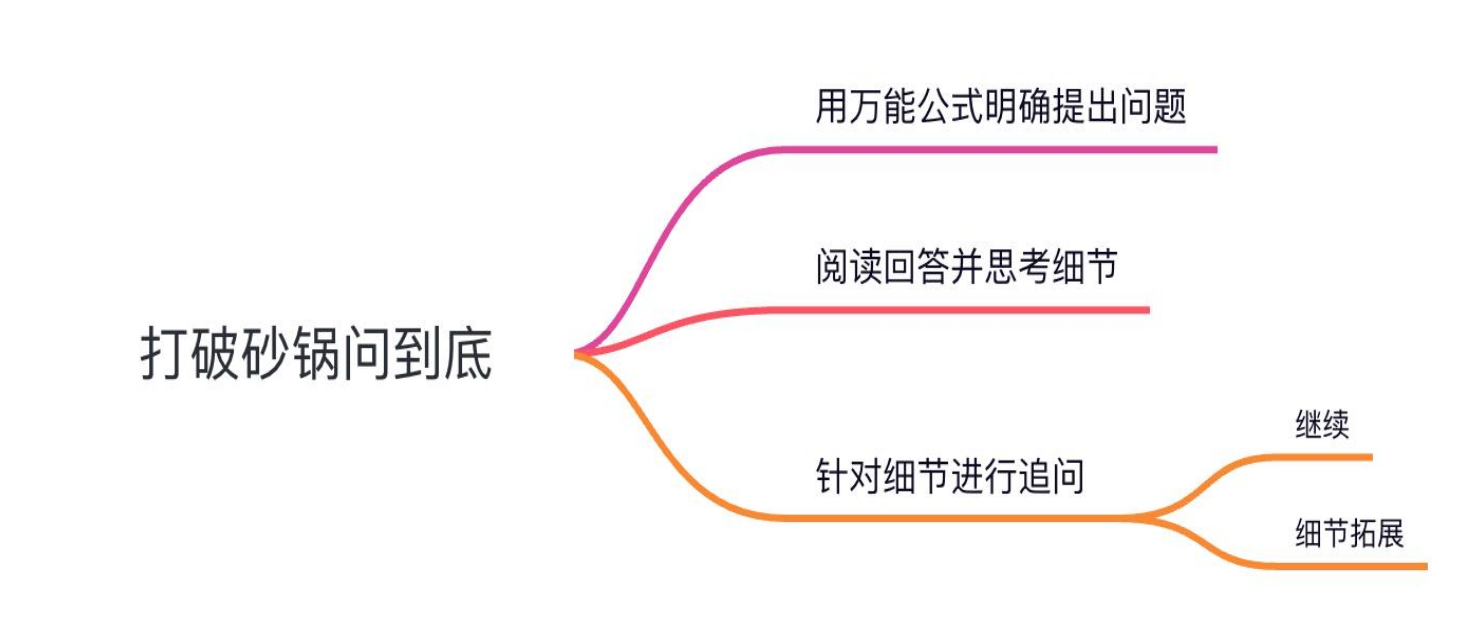 用万能公式明确提出问题
阅读回答并思考细节
打破砂锅问到底
继续
针对细节进行追问
细节拓展